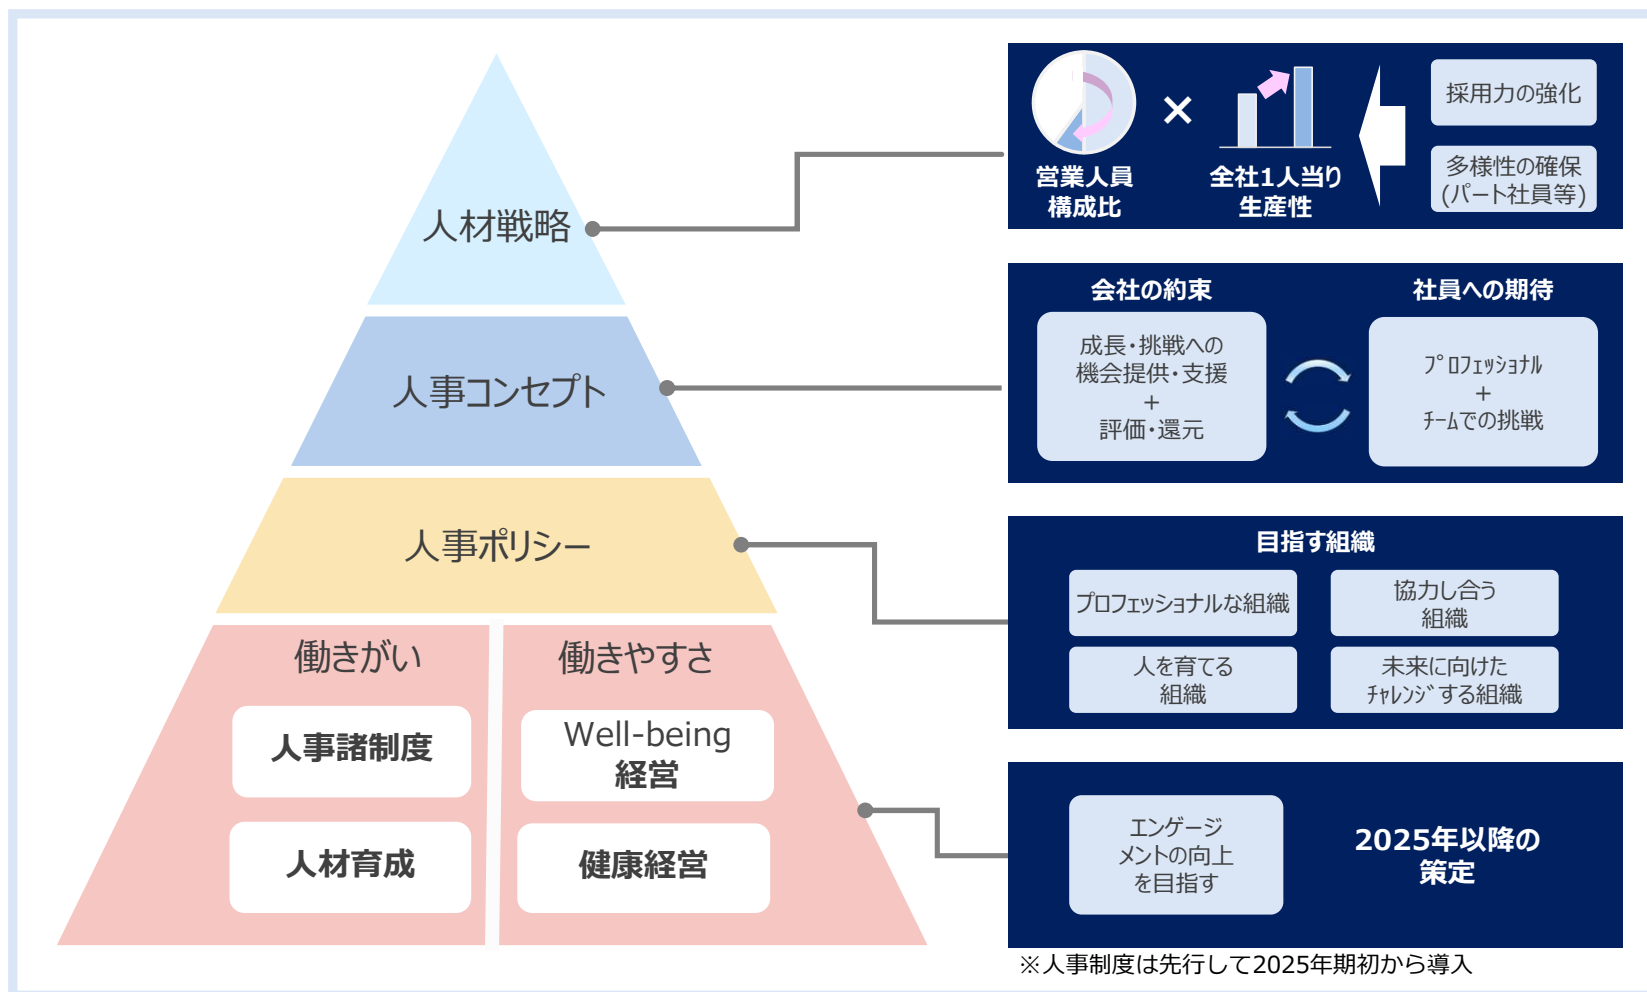 人材戦略
人事コンセプト
人事ポリシー
働きがい
人事諸制度
人材育成
働きやすさ
Well-being
経営
健康経営
営業人員
構成比
×
全社1人当り
生産性
採用力の強化
多様性の確保
(パート社員等)
会社の約束
成長・挑戦への
機会提供・支援
+
評価・還元
社員への期待
ﾌﾟﾛﾌｪｯｼｮﾅﾙ
+
ﾁｰﾑでの挑戦
目指す組織
プロフェッショナルな組織
協力し合う
組織
人を育てる
組織
未来に向けた
ﾁｬﾚﾝｼﾞする組織
エンゲージ
メントの向上
を目指す
2025年以降の
策定
※人事制度は先行して2025年期初から導入